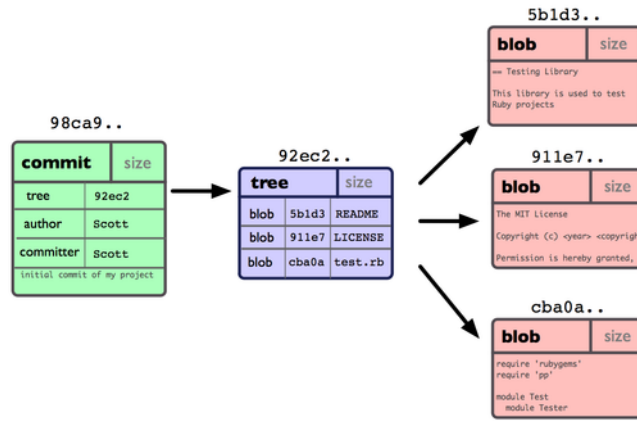 98ca9..
commit size
tree 92ec2
author Scott
committer Scott
initial commit of my project
92ec2..
tree size
blob 5b1d3 README
blob 911e7 LICENSE
blob cba0a test.rb
5b1d3..
blob size
== Testing Library
This library is used to test
Ruby projects
911e7..
blob size
The MIT License
Copyright (c) <year> <copyrigh
Permission is hereby granted,
cba0a..
blob size
require 'rubygems'
require 'pp'
module Test
module Tester